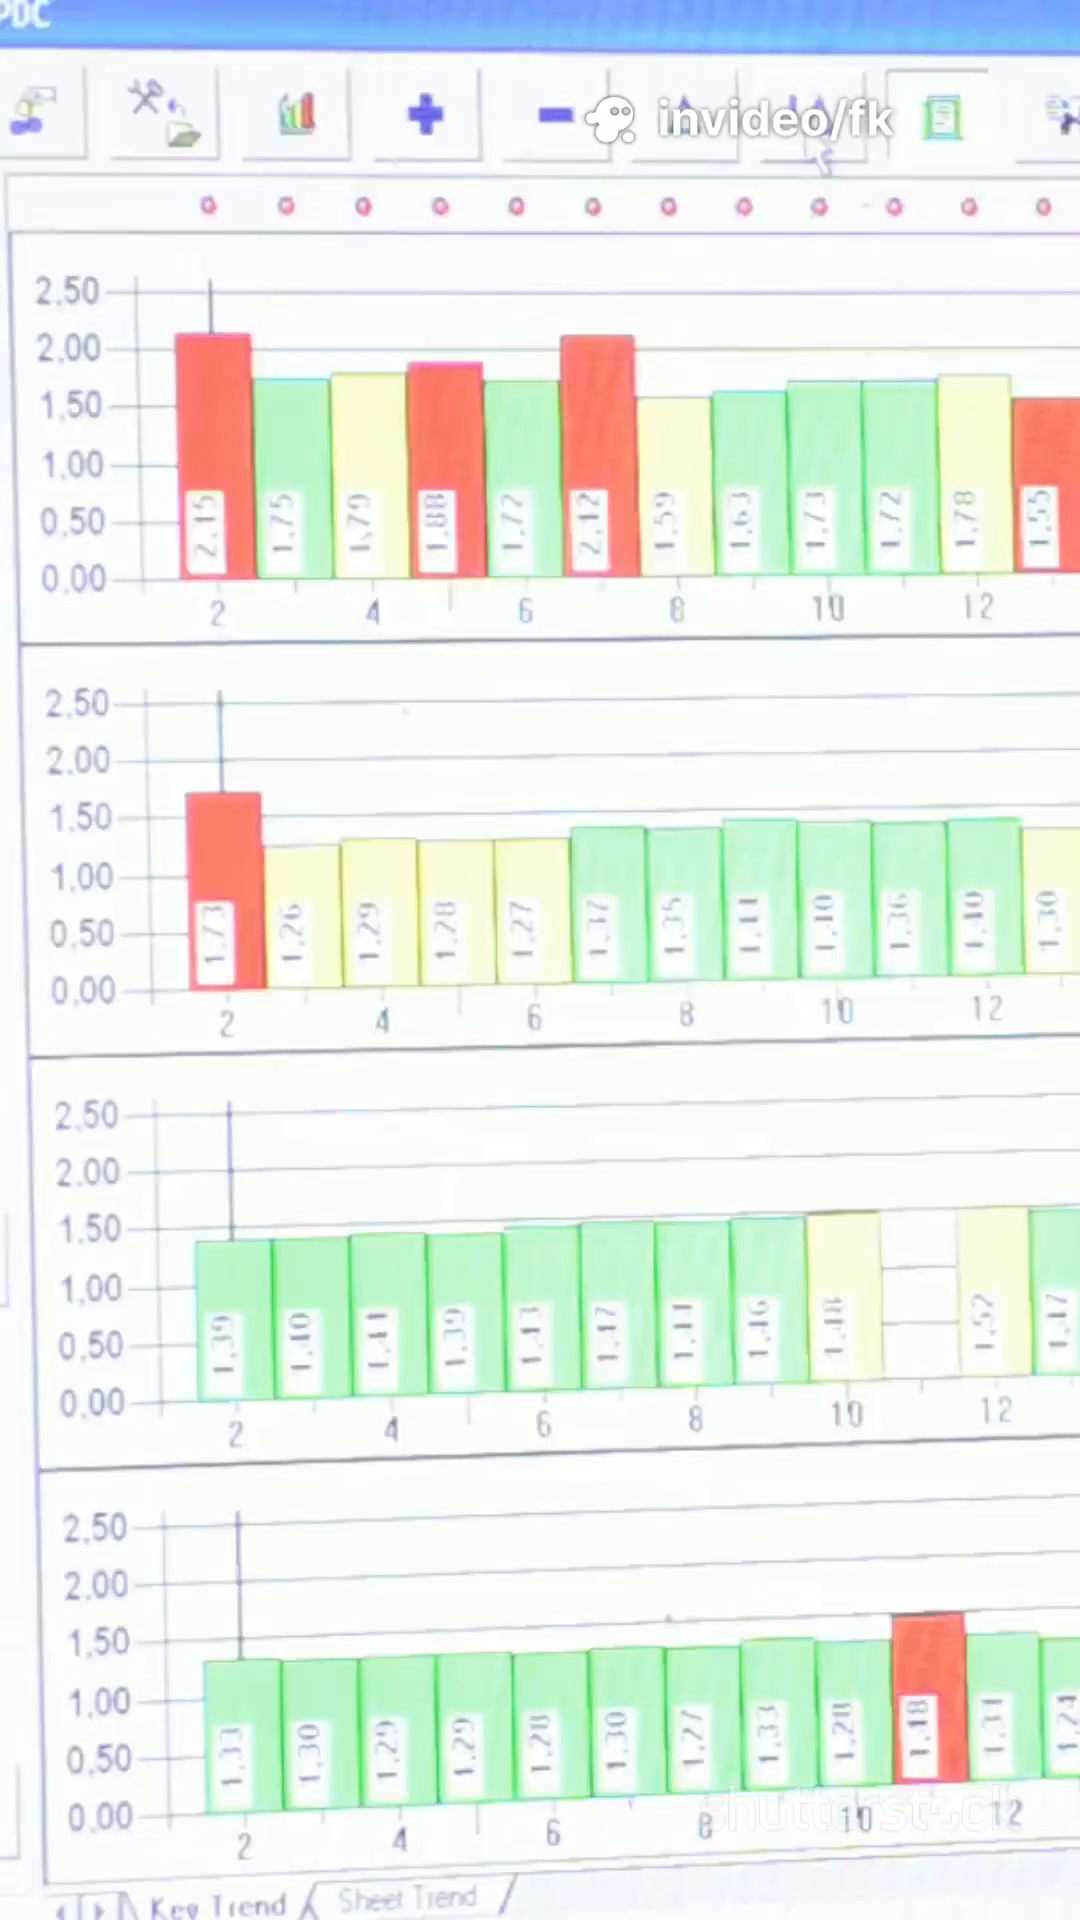 PDC
invideo/fk
2.50
2.00
1.50
1.00
0.50
0.00
2.15 1.75 1.79 1.88 1.72 2.12 1.59 1.63 1.73 1.72 1.78 1.55
2 4 6 8 10 12
2.50
2.00
1.50
1.00
0.50
0.00
1.73 1.26 1.29 1.28 1.27 1.37 1.35 1.41 1.40 1.36 1.40 1.30
2 4 6 8 10 12
2.50
2.00
1.50
1.00
0.50
0.00
1.39 1.40 1.41 1.39 1.43 1.47 1.44 1.46 1.48 1.52 1.47
2 4 6 8 10 12
2.50
2.00
1.50
1.00
0.50
0.00
1.33 1.30 1.29 1.29 1.28 1.30 1.27 1.33 1.28 1.48 1.31 1.24
shutterstock
2 4 6 8 10 12
Key Trend Sheet Trend